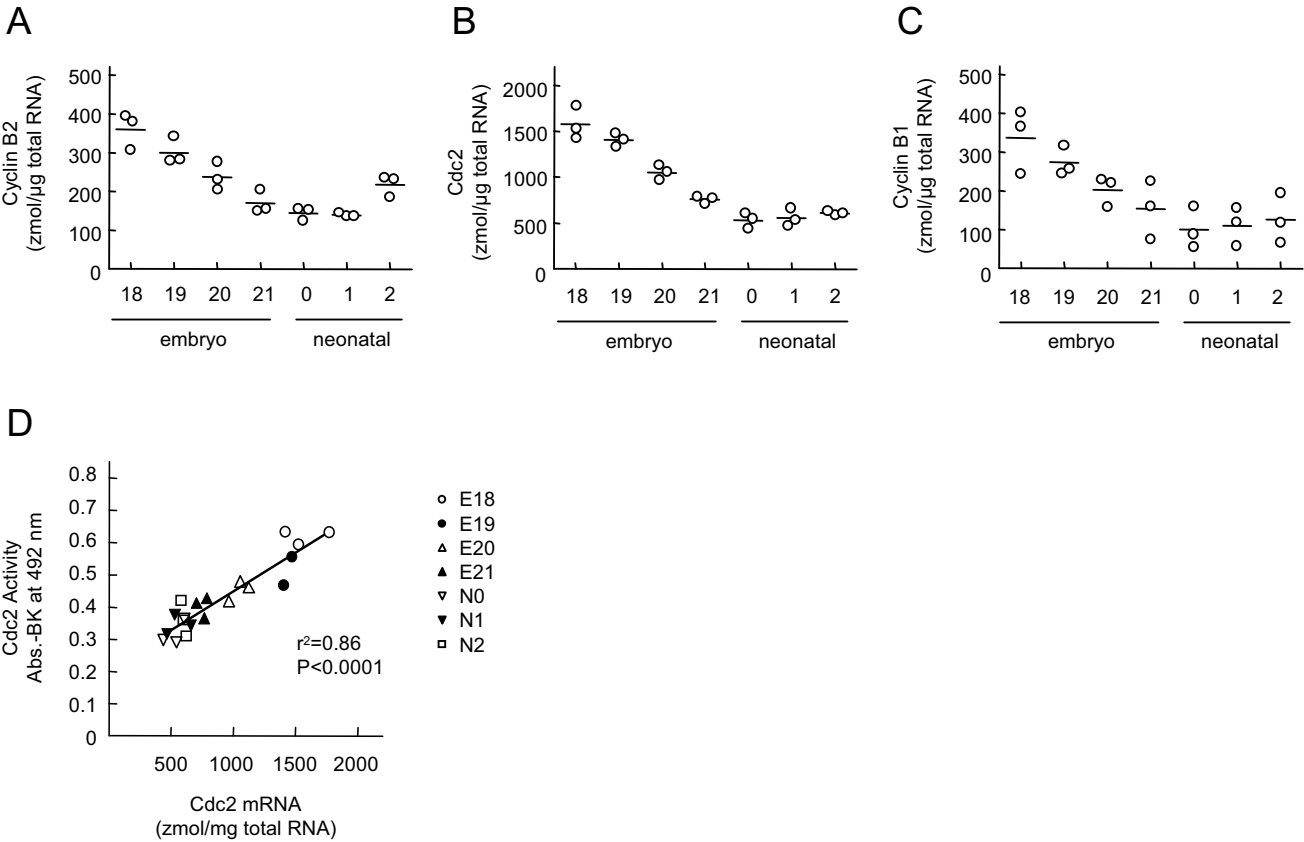 A
Cyclin B2
(zmol/µg total RNA)
500
400
300
200
100
0
18 19 20 21 0 1 2
embryo neonatal
B
Cdc2
(zmol/µg total RNA)
2000
1500
1000
500
0
18 19 20 21 0 1 2
embryo neonatal
C
Cyclin B1
(zmol/µg total RNA)
500
400
300
200
100
0
18 19 20 21 0 1 2
embryo neonatal
D
Cdc2 Activity
Abs.-BK at 492 nm
0.8
0.7
0.6
0.5
0.4
0.3
0.2
0.1
0
500 1000 1500 2000
Cdc2 mRNA
(zmol/mg total RNA)
r²=0.86
P<0.0001
E18
E19
E20
E21
N0
N1
N2